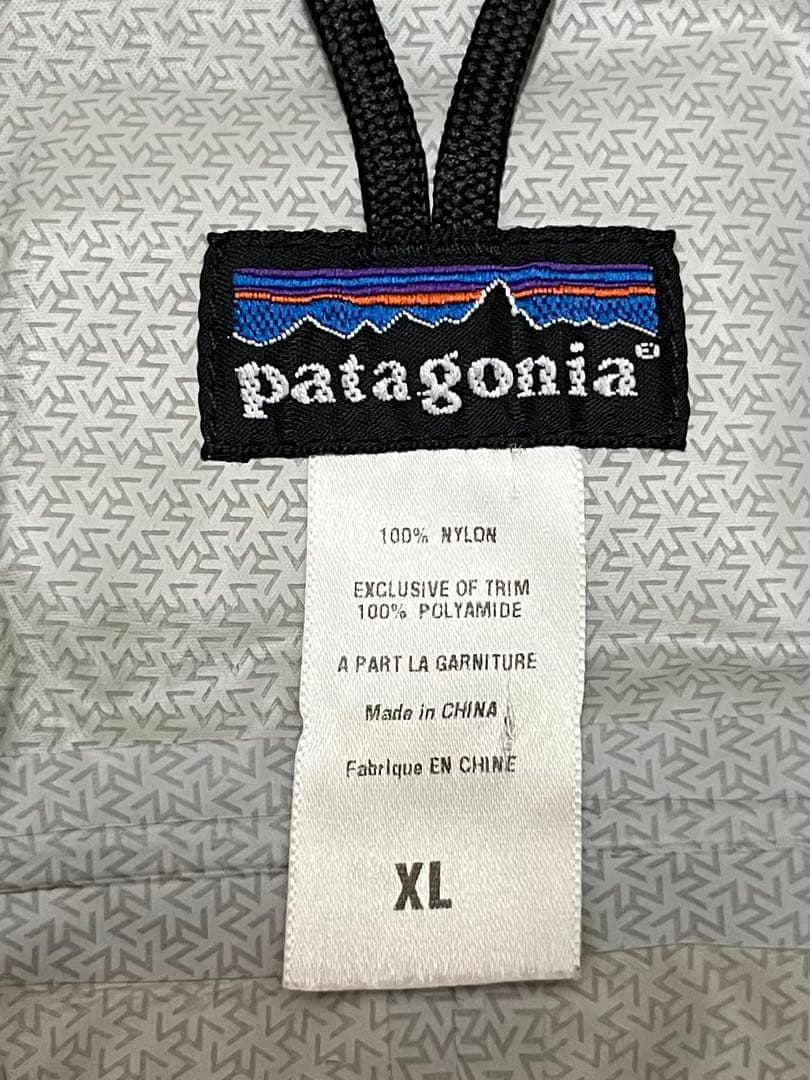 patagonia®
100% NYLON
EXCLUSIVE OF TRIM
100% POLYAMIDE
A PART LA GARNITURE
Made in CHINA
Fabrique EN CHINE
XL